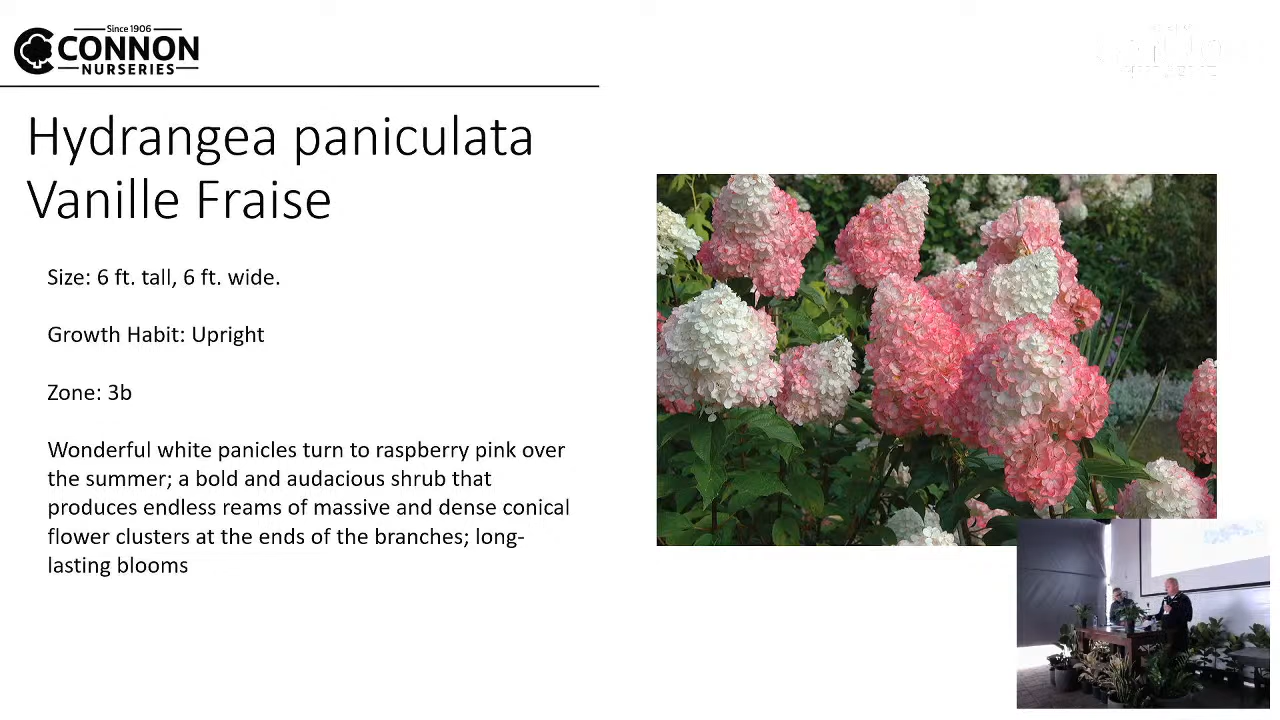 Since 1906
CONNON
NURSERIES
Hydrangea paniculata
Vanille Fraise
Size: 6 ft. tall, 6 ft. wide.
Growth Habit: Upright
Zone: 3b
Wonderful white panicles turn to raspberry pink over
the summer; a bold and audacious shrub that
produces endless reams of massive and dense conical
flower clusters at the ends of the branches; long-
lasting blooms